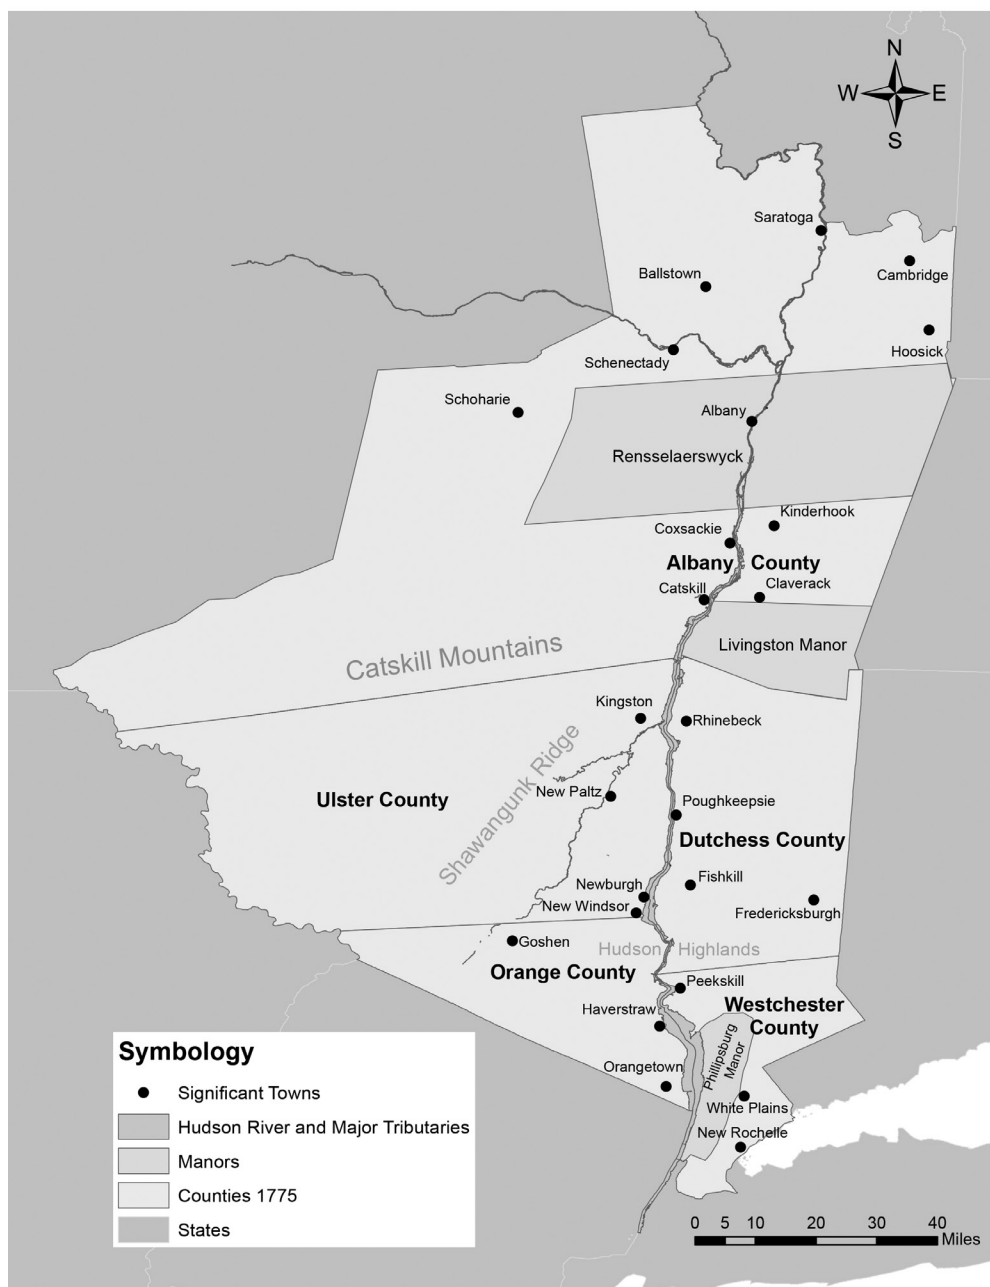 N
W E
S
Saratoga
Ballstown
Cambridge
Hoosick
Schenectady
Schoharie
Albany
Rensselaerswyck
Kinderhook
Coxsackie
Albany County
Catskill
Claverack
Livingston Manor
Catskill Mountains
Kingston
Rhinebeck
Shawangunk Ridge
New Paltz
Ulster County
Poughkeepsie
Dutchess County
Fishkill
Newburgh
New Windsor
Fredericksburgh
Goshen
Hudson Highlands
Orange County
Peekskill
Haverstraw
Westchester
County
Phillipsburg
Manor
Orangetown
White Plains
New Rochelle
Symbology
Significant Towns
Hudson River and Major Tributaries
Manors
Counties 1775
States
0 5 10 20 30 40
Miles